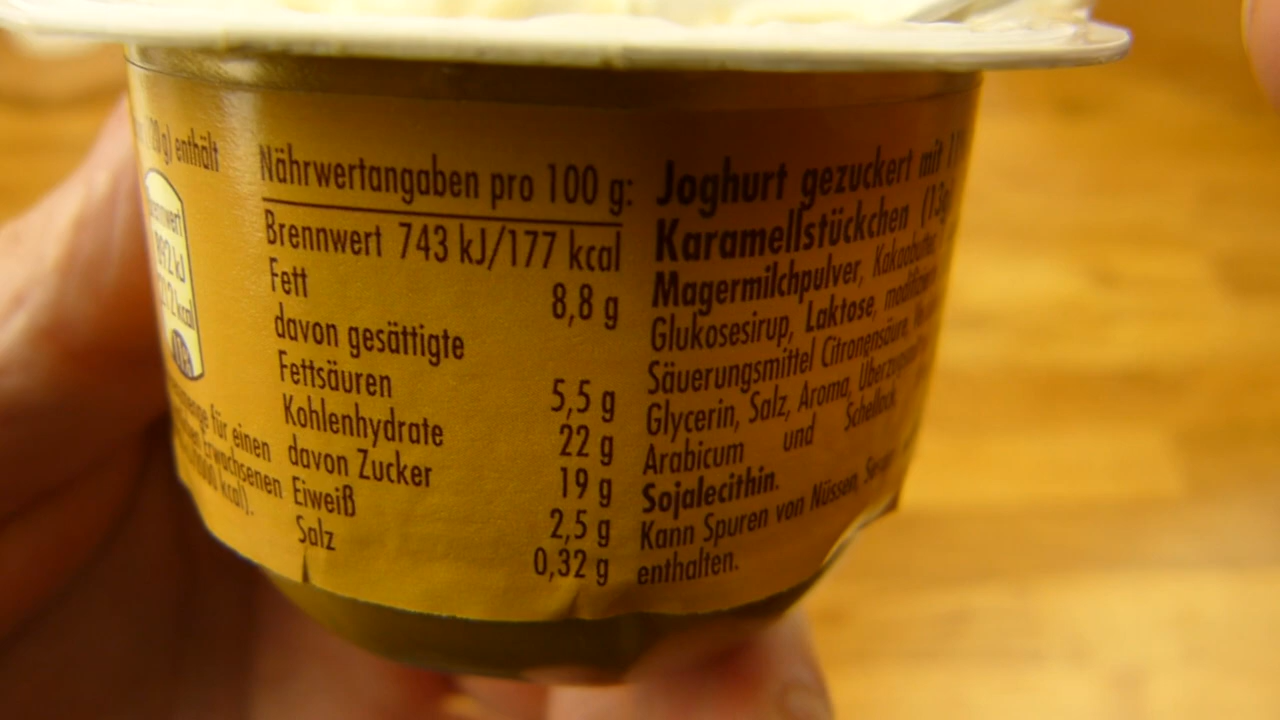 enthält
Nährwertangaben pro 100 g:
Brennwert 743 kJ/177 kcal
Fett 8,8 g
davon gesättigte
Fettsäuren 5,5 g
Kohlenhydrate 22 g
davon Zucker 19 g
Eiweiß 2,5 g
Salz 0,32 g
für einen
Erwachsenen
kcal).
Joghurt gezuckert mit
Karamellstückchen
Magermilchpulver,
Glukosesirup, Laktose,
Säuerungsmittel Citronensäure,
Glycerin, Salz, Aroma,
Arabicum und Schellack,
Sojalecithin.
Kann Spuren von Nüssen,
enthalten.